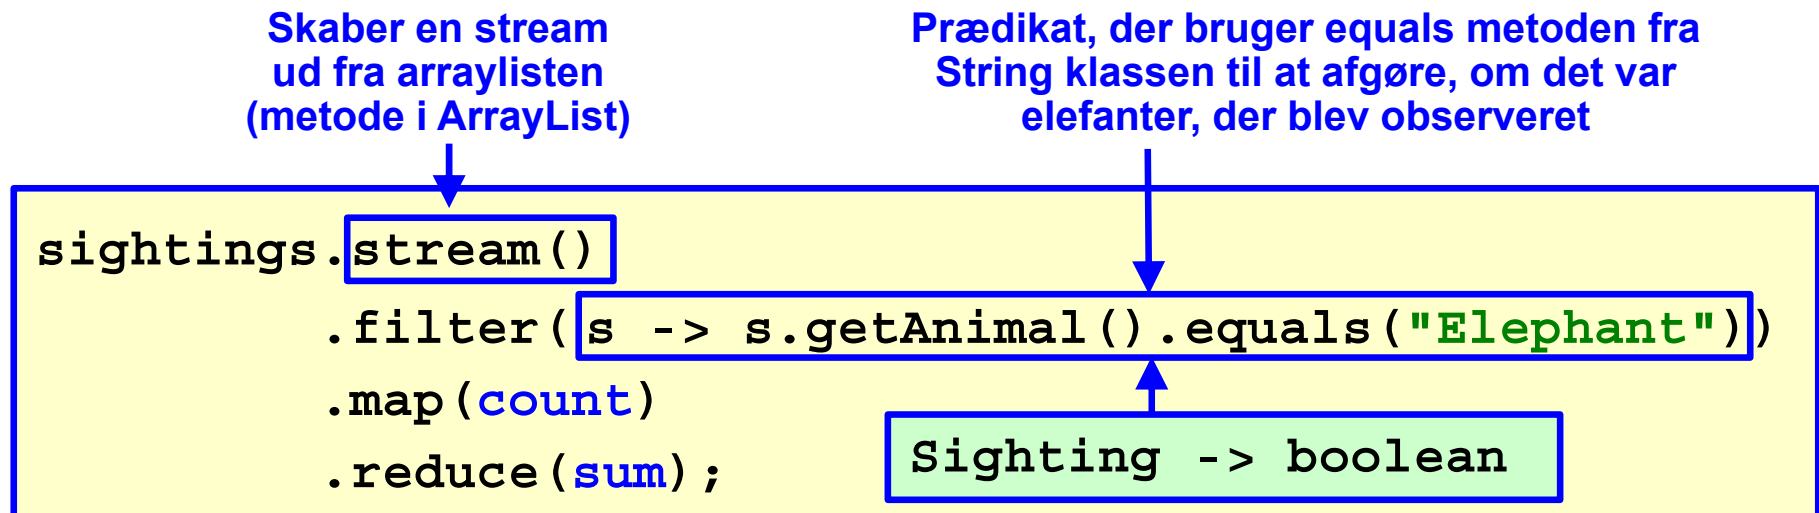 Skaber en stream
ud fra arraylisten
(metode i ArrayList)
Prædikat, der bruger equals metoden fra
String klassen til at afgøre, om det var
elefanter, der blev observeret
sightings.stream()
.filter(s -> s.getAnimal().equals("Elephant"))
.map(count)
.reduce(sum);
Sighting -> boolean